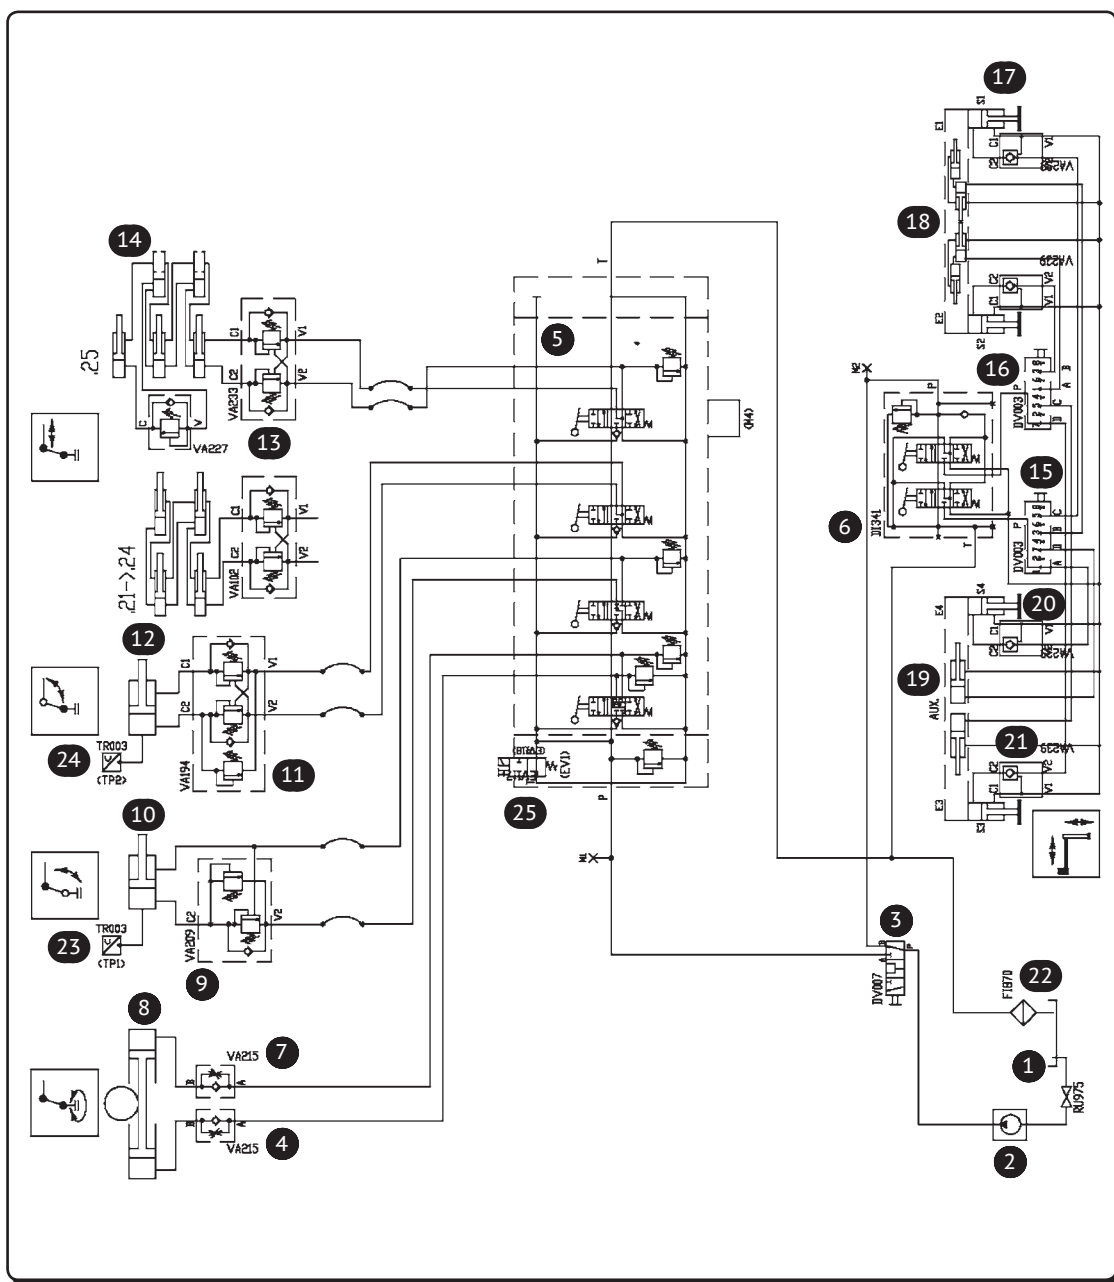 17
S1
E1
C1
V1
C2
VA239
14
18
VA239
C2
V2
C1
V1
E2
S2
T
5
.25
C1
V1
C2
V2
VA233
13
C
V
VA227
(H4)
M2
P
16
P
DV003
A
B
C
D
15
P
DV003
C
B
D
A
6
DI341
T
.21->.24
C1
V1
C2
V2
VA102
12
C1
V1
C2
V2
VA194
11
24
TR003
(TP2)
S4
E4
20
C1
V1
C2
VA239
19
AUX.
21
VA239
C2
V2
C1
V1
E3
S3
(EV1)
25
P
10
M1
C2
V2
VA209
9
23
TR003
(TP1)
3
B
P
A
DV007
22
FI870
1
RU975
2
8
7
VA215
B
A
B
A
VA215
4